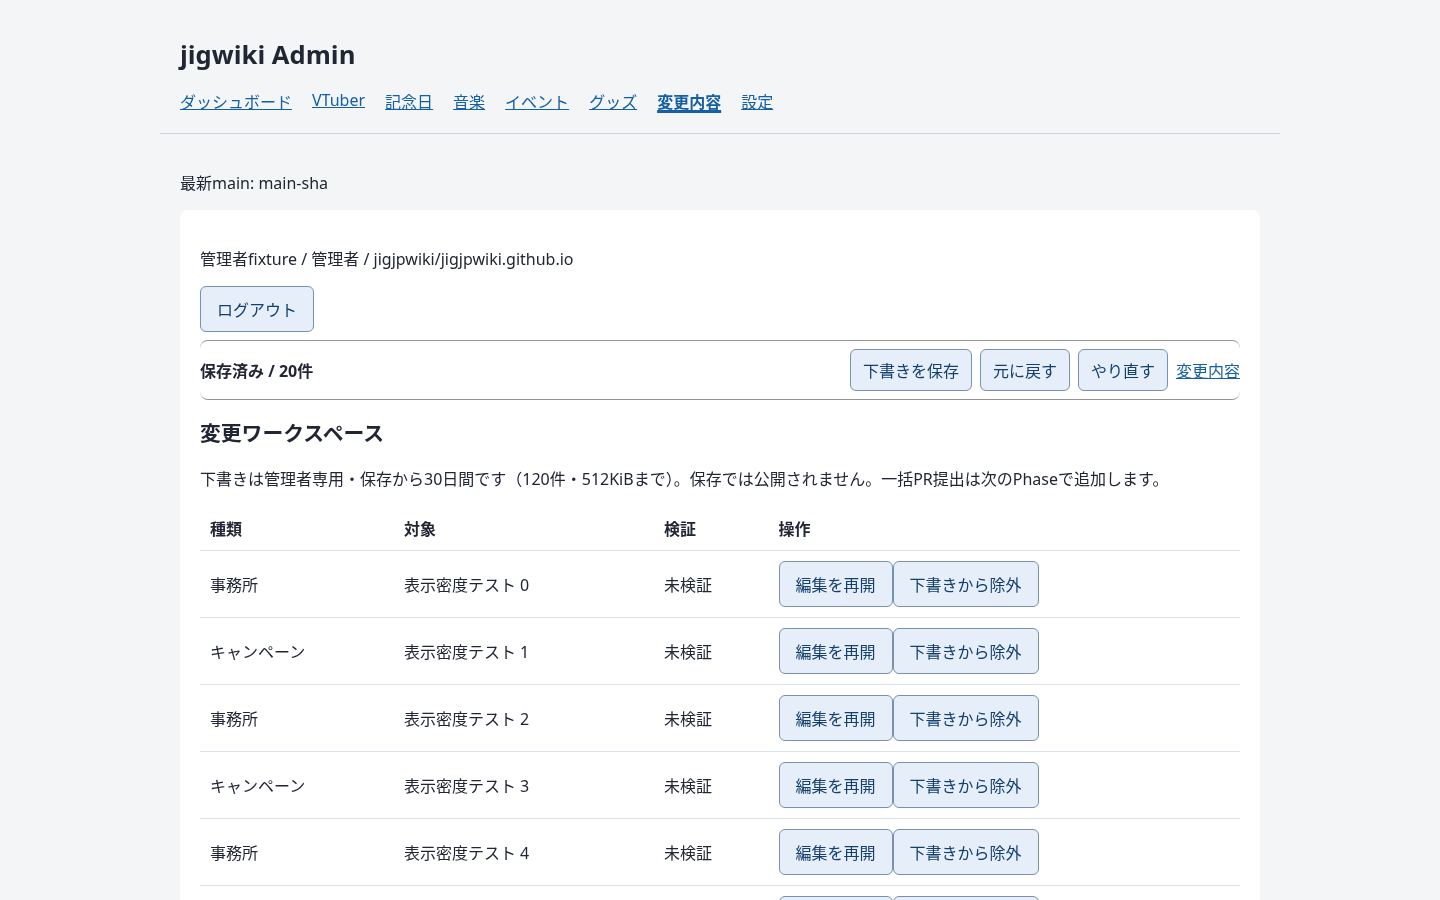 jigwiki Admin
ダッシュボード VTuber 記念日 音楽 イベント グッズ 変更内容 設定
最新main: main-sha
管理者fixture / 管理者 / jigjpwiki/jigjpwiki.github.io
ログアウト
保存済み / 20件 下書きを保存 元に戻す やり直す 変更内容
変更ワークスペース
下書きは管理者専用・保存から30日間です（120件・512KiBまで）。保存では公開されません。一括PR提出は次のPhaseで追加します。
種類 対象 検証 操作
事務所 表示密度テスト 0 未検証 編集を再開 下書きから除外
キャンペーン 表示密度テスト 1 未検証 編集を再開 下書きから除外
事務所 表示密度テスト 2 未検証 編集を再開 下書きから除外
キャンペーン 表示密度テスト 3 未検証 編集を再開 下書きから除外
事務所 表示密度テスト 4 未検証 編集を再開 下書きから除外